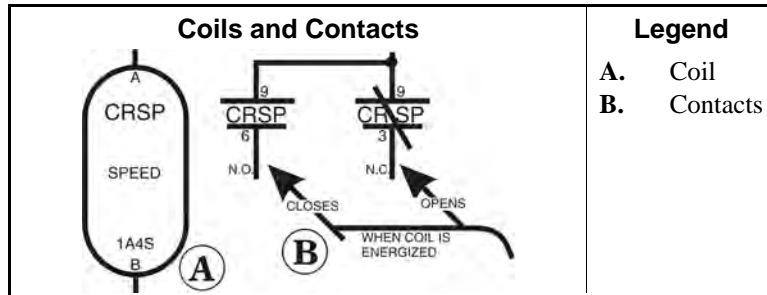 Coils and Contacts
Legend
A. Coil
B. Contacts
A
CRSP
SPEED
1A4S
B
A
9
CRSP
6
N.O.
9
CRSP
3
N.C.
CLOSES
OPENS
B
WHEN COIL IS
ENERGIZED